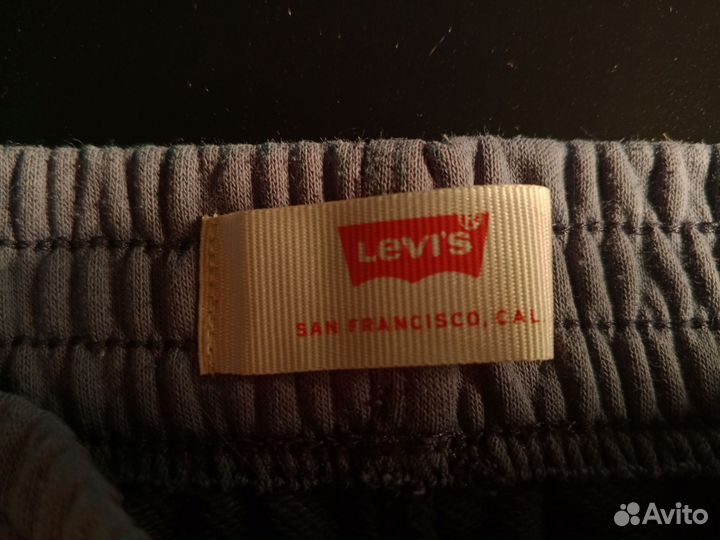 LEVI'S®
SAN FRANCISCO, CAL
Avito